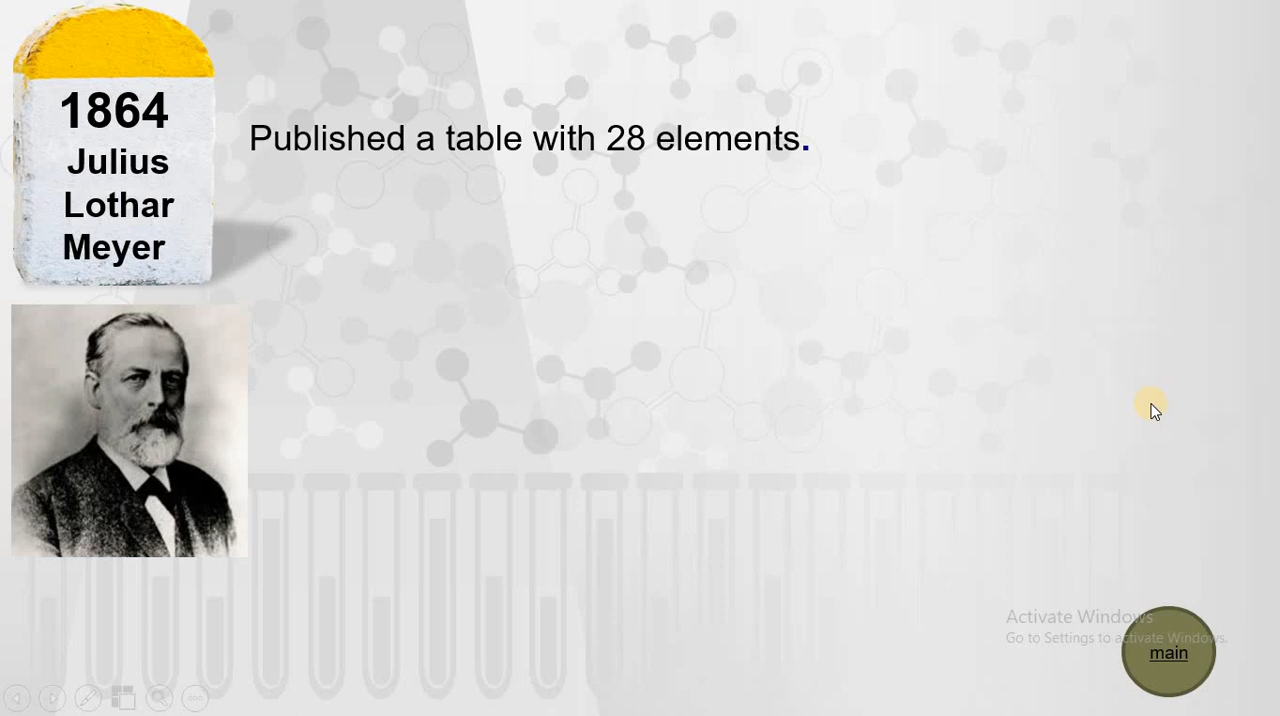 1864
Julius
Lothar
Meyer
Published a table with 28 elements.
Activate Windows
Go to Settings to activate Windows.
main